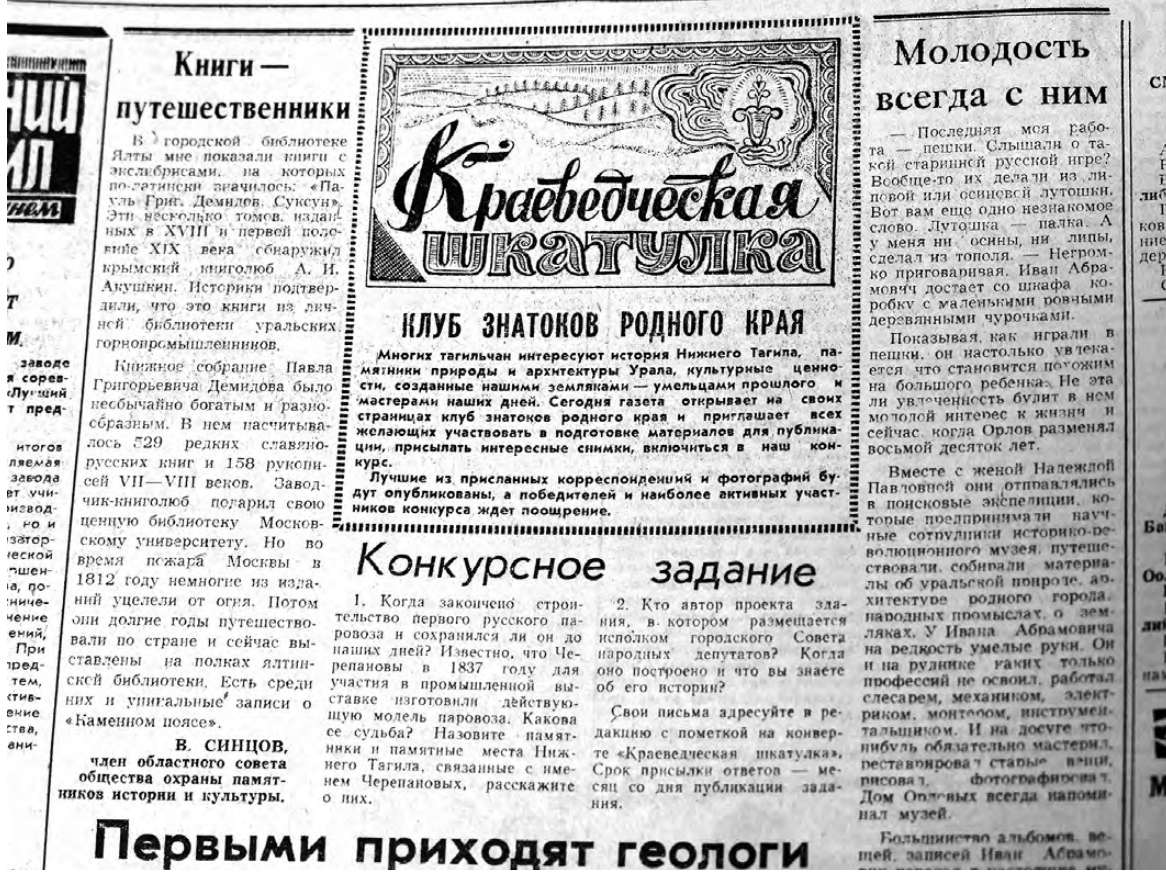 Книги —
путешественники
В городской библиотеке
Ялты мне показали книги с
экслибрисами, на которых
по-латински значилось: «Па-
уль Григ. Демидов. Суксун».
Эти несколько томов, издан-
ных в XVIII и первой поло-
вине XIX века обнаружил
крымский книголюб А. И.
Акушкин. Историки подтвер-
дили, что это книги из лич-
ной библиотеки уральских
горнопромышленников.
Книжное собрание Павла
Григорьевича Демидова было
необычайно богатым и разно-
образным. В нем насчитыва-
лось 529 редких славяно-
русских книг и 158 рукопи-
сей VII—VIII веков. Завод-
чик-книголюб подарил свою
ценную библиотеку Москов-
скому университету. Но во
время пожара Москвы в
1812 году немногие из изда-
ний уцелели от огня. Потом
они долгие годы путешество-
вали по стране и сейчас вы-
ставлены на полках ялтин-
ской библиотеки. Есть среди
них и уникальные записи о
«Каменном поясе».
В. СИНЦОВ,
член областного совета
общества охраны памят-
ников истории и культуры.
Краеведческая
шкатулка
КЛУБ ЗНАТОКОВ РОДНОГО КРАЯ
Многих тагильчан интересуют история Нижнего Тагила, па-
мятники природы и архитектуры Урала, культурные ценно-
сти, созданные нашими земляками — умельцами прошлого и
мастерами наших дней. Сегодня газета открывает на своих
страницах клуб знатоков родного края и приглашает всех
желающих участвовать в подготовке материалов для публика-
ции, присылать интересные снимки, включиться в наш кон-
курс.
Лучшие из присланных корреспонденций и фотографий бу-
дут опубликованы, а победителей и наиболее активных участ-
ников конкурса ждет поощрение.
Конкурсное задание
1. Когда закончено строи-
тельство первого русского па-
ровоза и сохранился ли он до
наших дней? Известно, что Че-
репановы в 1837 году для
участия в промышленной вы-
ставке изготовили действую-
щую модель паровоза. Какова
ее судьба? Назовите памят-
ники и памятные места Ниж-
него Тагила, связанные с име-
нем Черепановых, расскажите
о них.
2. Кто автор проекта зда-
ния, в котором размещается
исполком городского Совета
народных депутатов? Когда
оно построено и что вы знаете
об его истории?
Свои письма адресуйте в ре-
дакцию с пометкой на конвер-
те «Краеведческая шкатулка».
Срок присылки ответов — ме-
сяц со дня публикации зада-
ния.
Первыми приходят геологи
Молодость
всегда с ним
— Последняя моя рабо-
та — пешки. Слышали о та-
кой старинной русской игре?
Вообще-то их делали из ли-
повой или осиновой лутошки.
Вот вам еще одно незнакомое
слово. Лутошка — палка. А
у меня ни осины, ни липы,
сделал из тополя. — Негром-
ко приговаривая, Иван Абра-
мович достает со шкафа ко-
робку с маленькими ровными
деревянными чурочками.
Показывая, как играли в
пешки, он настолько увлека-
ется что становится похожим
на большого ребенка. Не эта
ли увлеченность будит в нем
молодой интерес к жизни и
сейчас, когда Орлов разменял
восьмой десяток лет.
Вместе с женой Надеждой
Павловной они отправлялись
в поисковые экспедиции, ко-
торые предпринимали науч-
ные сотрудники историко-ре-
волюционного музея, путеше-
ствовали, собирали материа-
лы об уральской природе, ар-
хитектуре родного города,
народных промыслах, о зем-
ляках. У Ивана Абрамовича
на редкость умелые руки. Он
и на руднике каких только
профессий не освоил, работал
слесарем, механиком, элект-
риком, монтером, инструмен-
тальщиком. И на досуге что-
нибудь обязательно мастерил,
реставрировал старые вещи,
рисовал, фотографировал.
Дом Орловых всегда напоми-
нал музей.
Большинство альбомов, ве-
щей, записей Иван Абрамо-